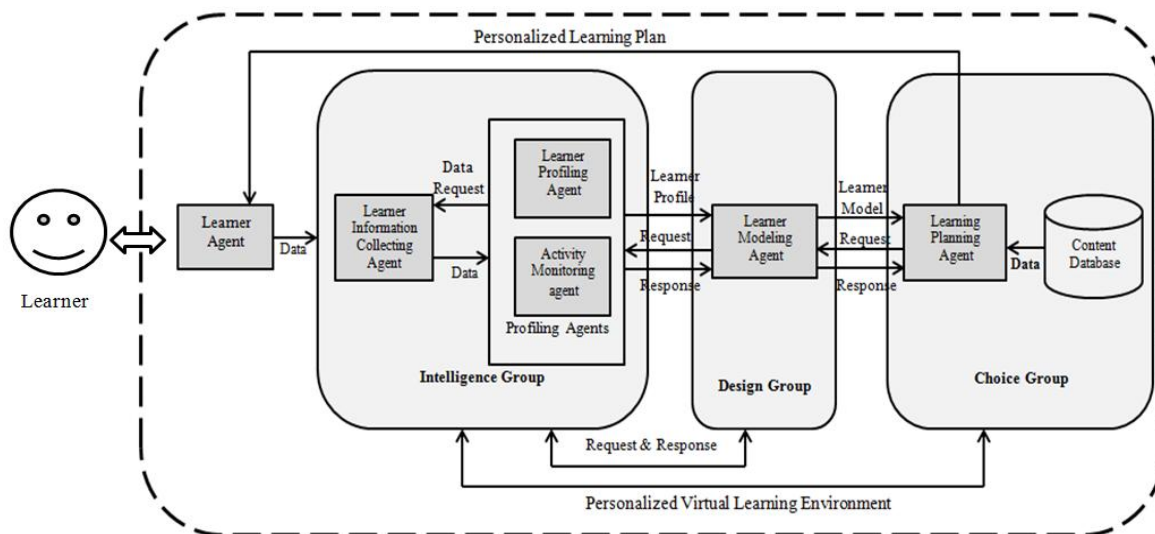 Personalized Learning Plan
Learner
Learner
Agent
Data
Learner
Information
Collecting
Agent
Data
Request
Data
Learner
Profiling
Agent
Activity
Monitoring
agent
Profiling Agents
Intelligence Group
Learner
Profile
Request
Response
Learner
Modeling
Agent
Design Group
Learner
Model
Request
Response
Learning
Planning
Agent
Data
Content
Database
Choice Group
Request & Response
Personalized Virtual Learning Environment